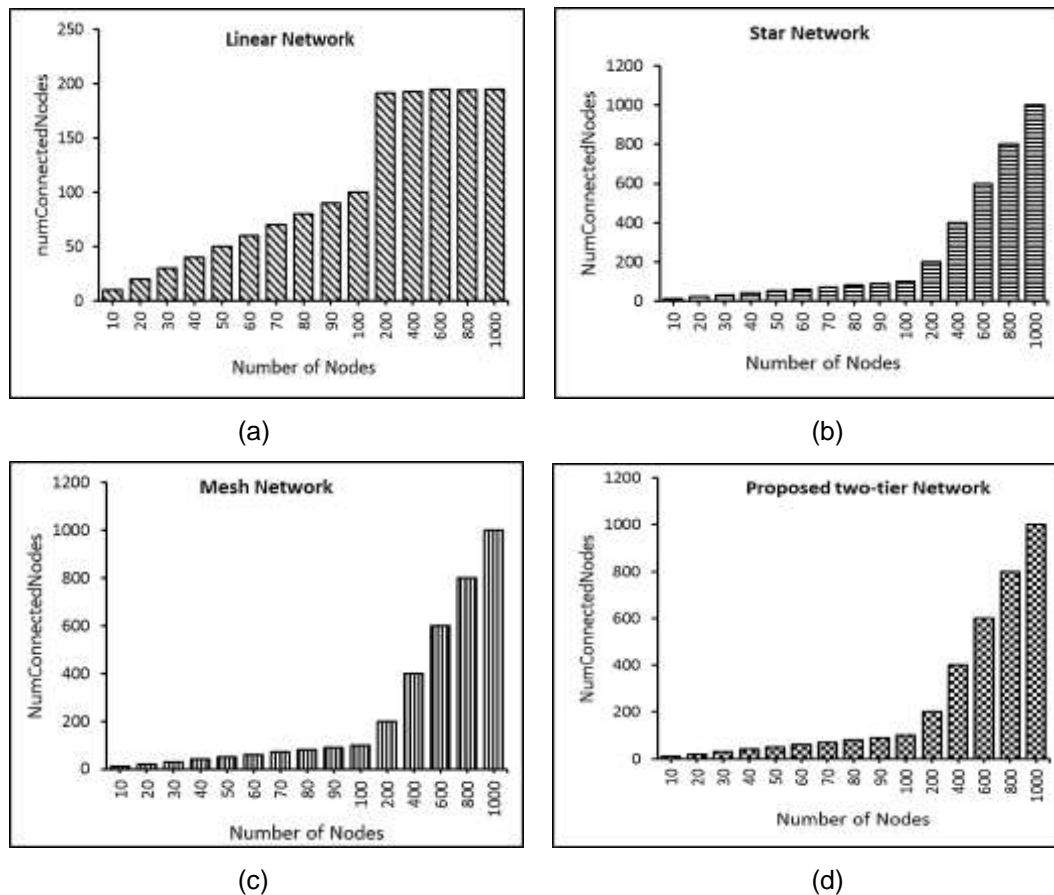 Linear Network
numConnectedNodes
250
200
150
100
50
0
10 20 30 40 50 60 70 80 90 100 200 400 600 800 1000
Number of Nodes
(a)
Star Network
NumConnectedNodes
1200
1000
800
600
400
200
0
10 20 30 40 50 60 70 80 90 100 200 400 600 800 1000
Number of Nodes
(b)
Mesh Network
NumConnectedNodes
1200
1000
800
600
400
200
0
10 20 30 40 50 60 70 80 90 100 200 400 600 800 1000
Number of Nodes
(c)
Proposed two-tier Network
NumConnectedNodes
1200
1000
800
600
400
200
0
10 20 30 40 50 60 70 80 90 100 200 400 600 800 1000
Number of Nodes
(d)